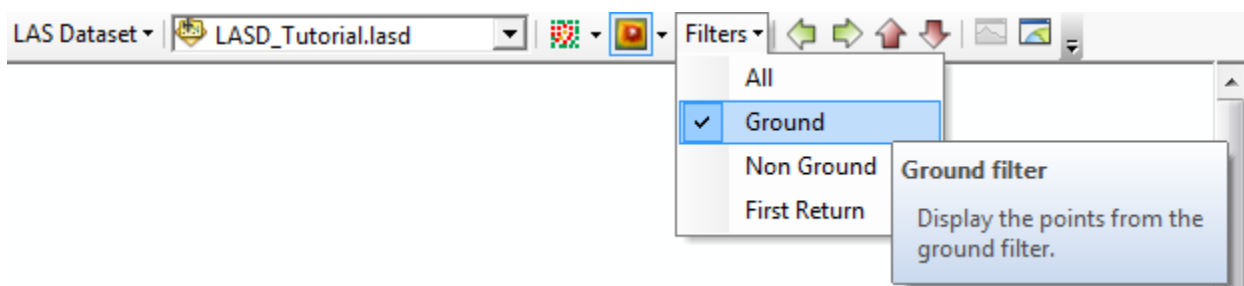 LAS Dataset LASD_Tutorial.lasd Filters
All
Ground
Non Ground
First Return
Ground filter
Display the points from the
ground filter.